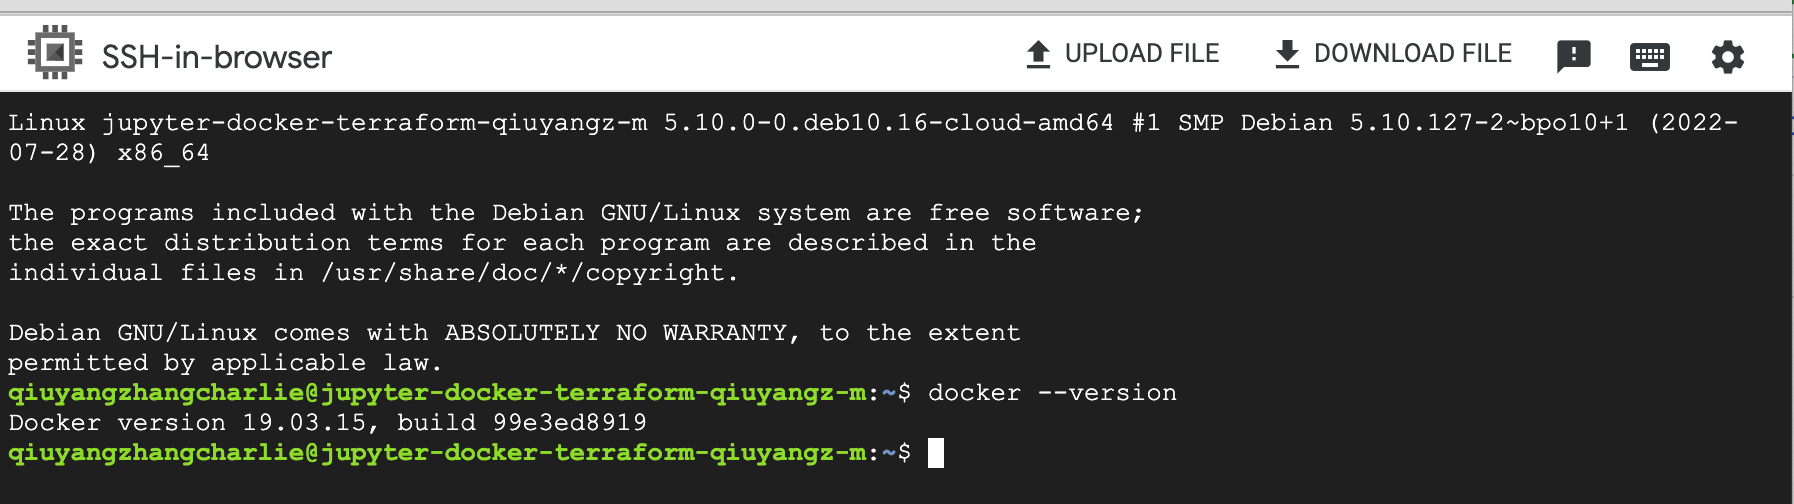 SSH-in-browser
UPLOAD FILE
DOWNLOAD FILE
Linux jupyter-docker-terraform-qiuyangz-m 5.10.0-0.deb10.16-cloud-amd64 #1 SMP Debian 5.10.127-2~bpo10+1 (2022-
07-28) x86_64
The programs included with the Debian GNU/Linux system are free software;
the exact distribution terms for each program are described in the
individual files in /usr/share/doc/*/copyright.
Debian GNU/Linux comes with ABSOLUTELY NO WARRANTY, to the extent
permitted by applicable law.
qiuyangzhangcharlie@jupyter-docker-terraform-qiuyangz-m:~$ docker --version
Docker version 19.03.15, build 99e3ed8919
qiuyangzhangcharlie@jupyter-docker-terraform-qiuyangz-m:~$